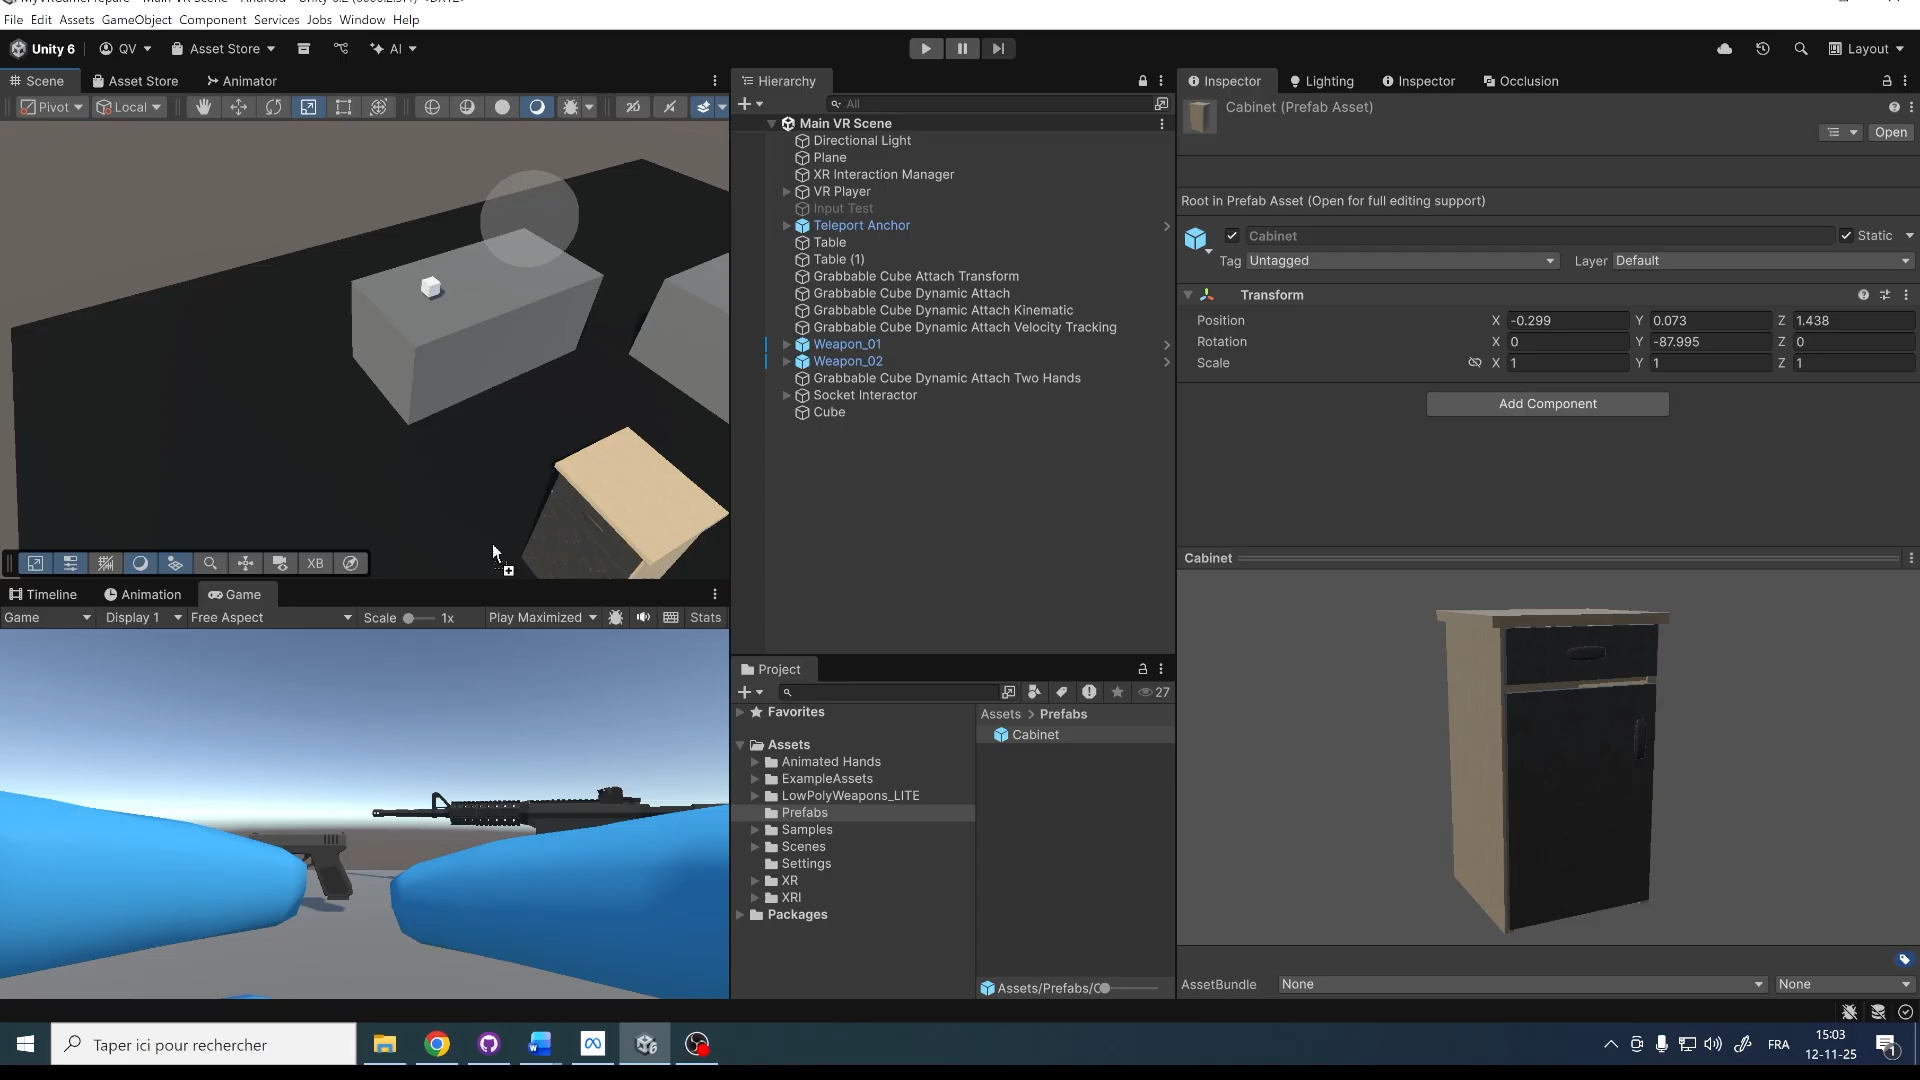 File Edit Assets GameObject Component Services Jobs Window Help
Unity 6 QV Asset Store AI Layout
Scene Asset Store Animator
Pivot Local
2D
XB
Hierarchy
All
Main VR Scene
Directional Light
Plane
XR Interaction Manager
VR Player
Input Test
Teleport Anchor
Table
Table (1)
Grabbable Cube Attach Transform
Grabbable Cube Dynamic Attach
Grabbable Cube Dynamic Attach Kinematic
Grabbable Cube Dynamic Attach Velocity Tracking
Weapon_01
Weapon_02
Grabbable Cube Dynamic Attach Two Hands
Socket Interactor
Cube
Inspector Lighting Inspector Occlusion
Cabinet (Prefab Asset)
Open
Root in Prefab Asset (Open for full editing support)
Cabinet Static
Tag Untagged Layer Default
Transform
Position X -0.299 Y 0.073 Z 1.438
Rotation X 0 Y -87.995 Z 0
Scale X 1 Y 1 Z 1
Add Component
Cabinet
AssetBundle None None
Timeline Animation Game
Game Display 1 Free Aspect Scale 1x Play Maximized Stats
Project
27
Favorites
Assets
Animated Hands
ExampleAssets
LowPolyWeapons_LITE
Prefabs
Samples
Scenes
Settings
XR
XRI
Packages
Assets > Prefabs
Cabinet
Assets/Prefabs/C
Taper ici pour rechercher
FRA
15:03
12-11-25
1